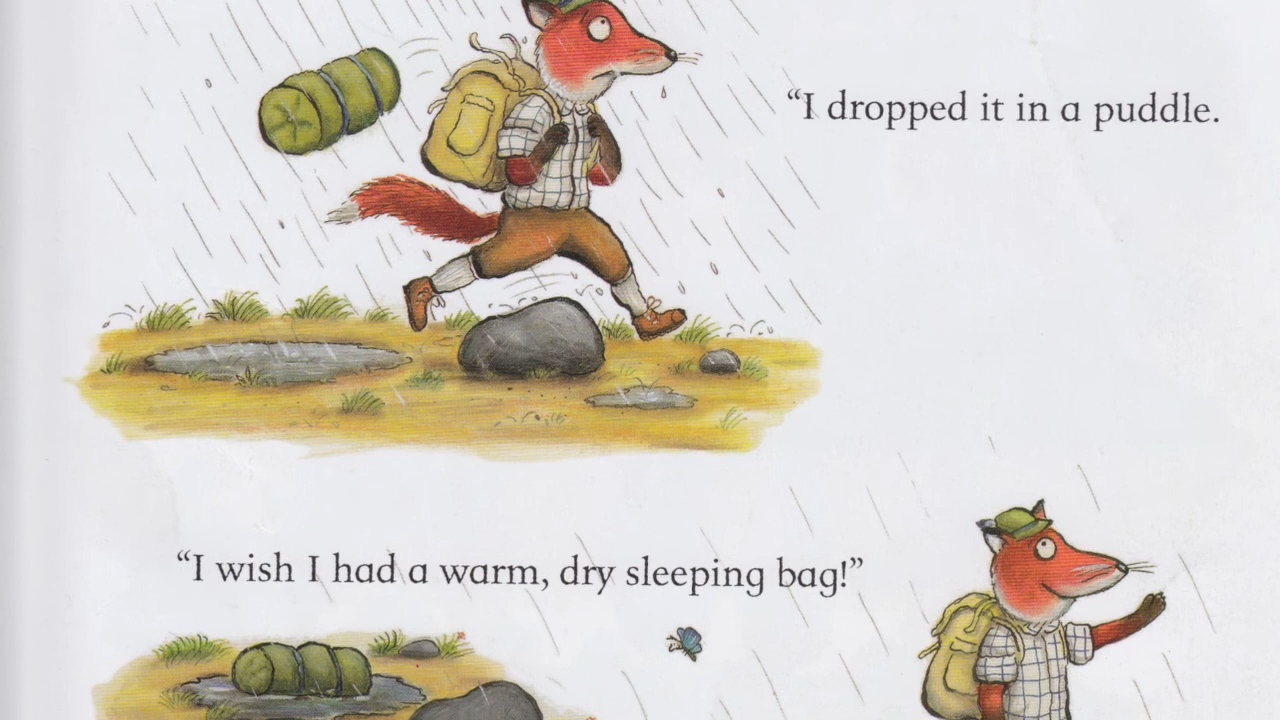 “I dropped it in a puddle.
“I wish I had a warm, dry sleeping bag!”